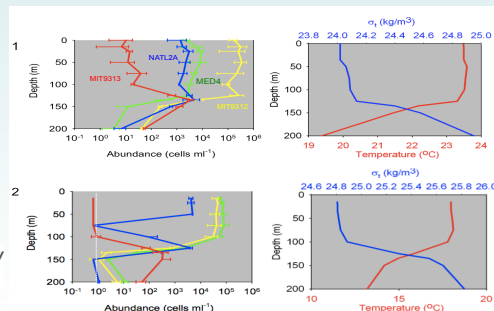 1
Depth (m)
0
50
100
150
200
MIT9313
NATL2A
MED4
MIT9312
10-1 100 101 102 103 104 105 106
Abundance (cells ml-1)
σt (kg/m3)
23.8 24.0 24.2 24.4 24.6 24.8 25.0
Depth (m)
0
50
100
150
200
19 20 21 22 23 24
Temperature (ºC)
2
Depth (m)
0
50
100
150
200
10-1 100 101 102 103 104 105 106
Abundance (cells ml-1)
σt (kg/m3)
24.6 24.8 25.0 25.2 25.4 25.6 25.8 26.0
Depth (m)
0
50
100
150
200
10 15 20
Temperature (ºC)